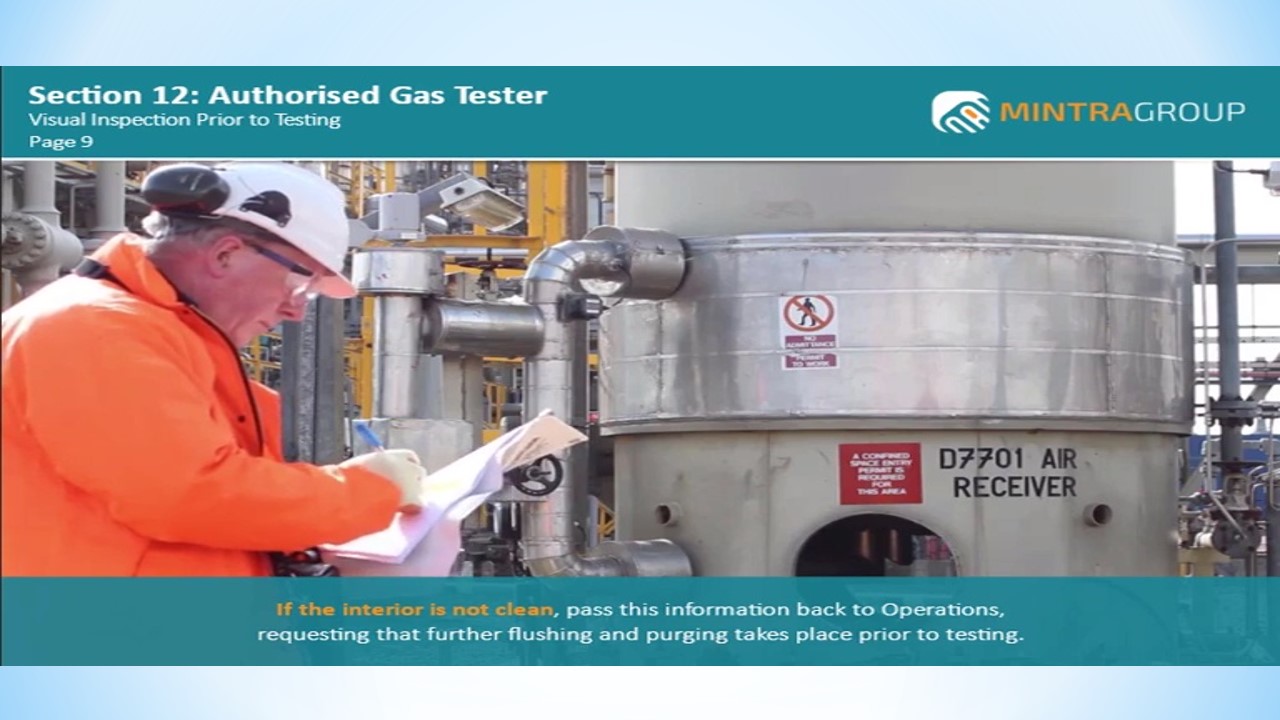 Section 12: Authorised Gas Tester
Visual Inspection Prior to Testing
Page 9
MINTRAGROUP
NO
ADMITTANCE
PERMIT
TO WORK
A CONFINED
SPACE ENTRY
PERMIT IS
REQUIRED
FOR
THIS AREA
D7701 AIR
RECEIVER
If the interior is not clean, pass this information back to Operations,
requesting that further flushing and purging takes place prior to testing.